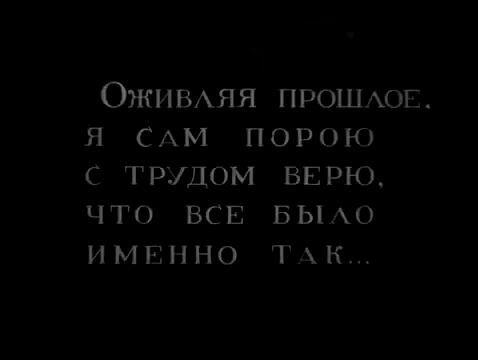 Оживляя прошлое,
я сам порою
с трудом верю,
что все было
именно так...